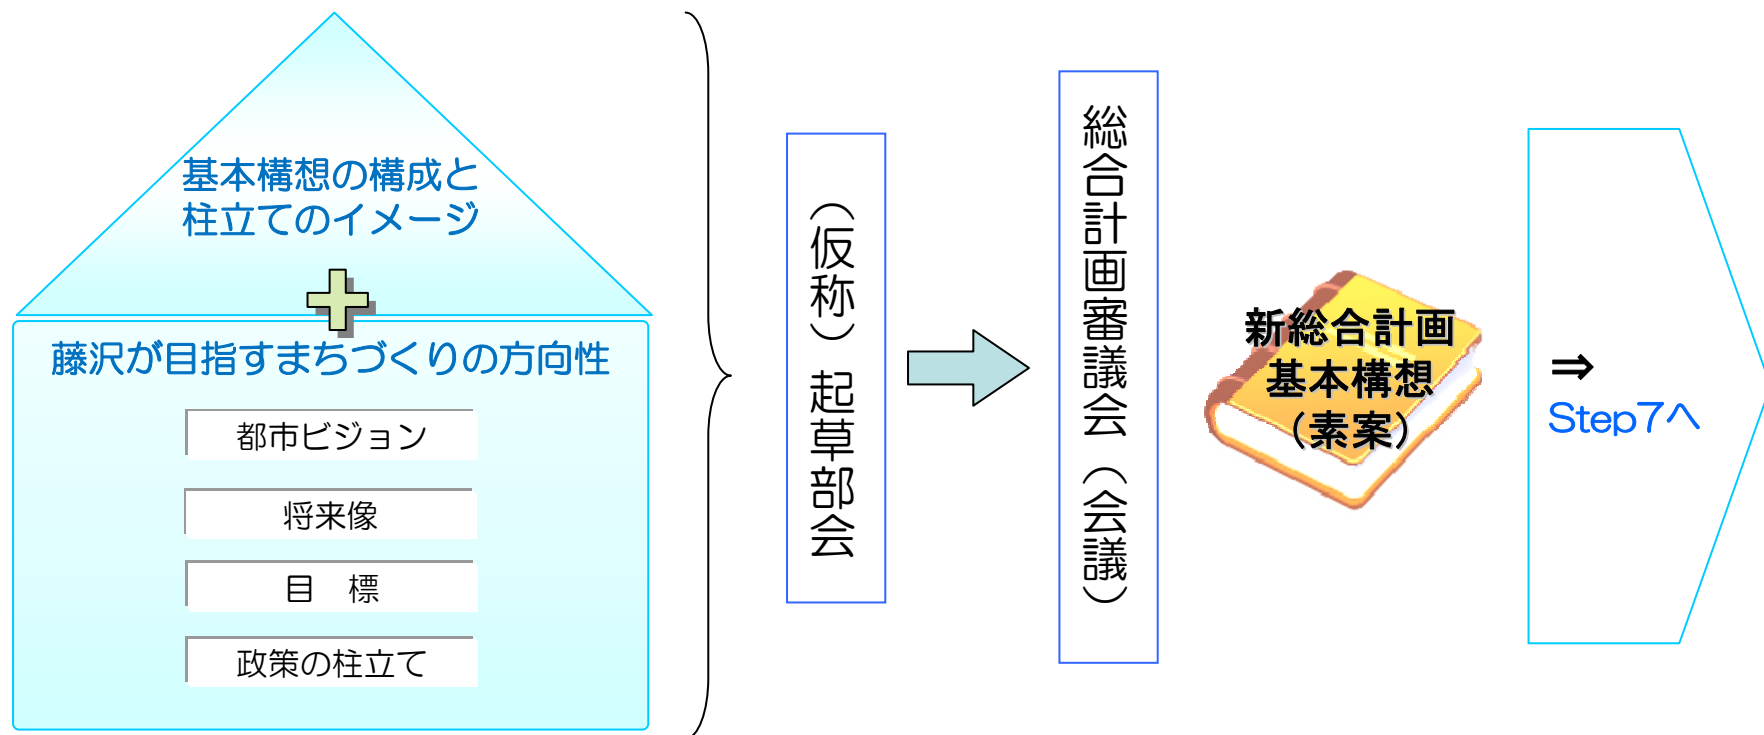 基本構想の構成と
柱立てのイメージ
藤沢が目指すまちづくりの方向性
都市ビジョン
将来像
目　標
政策の柱立て
（仮称）起草部会
総合計画審議会（会議）
新総合計画
基本構想
（素案）
⇒
Step7へ